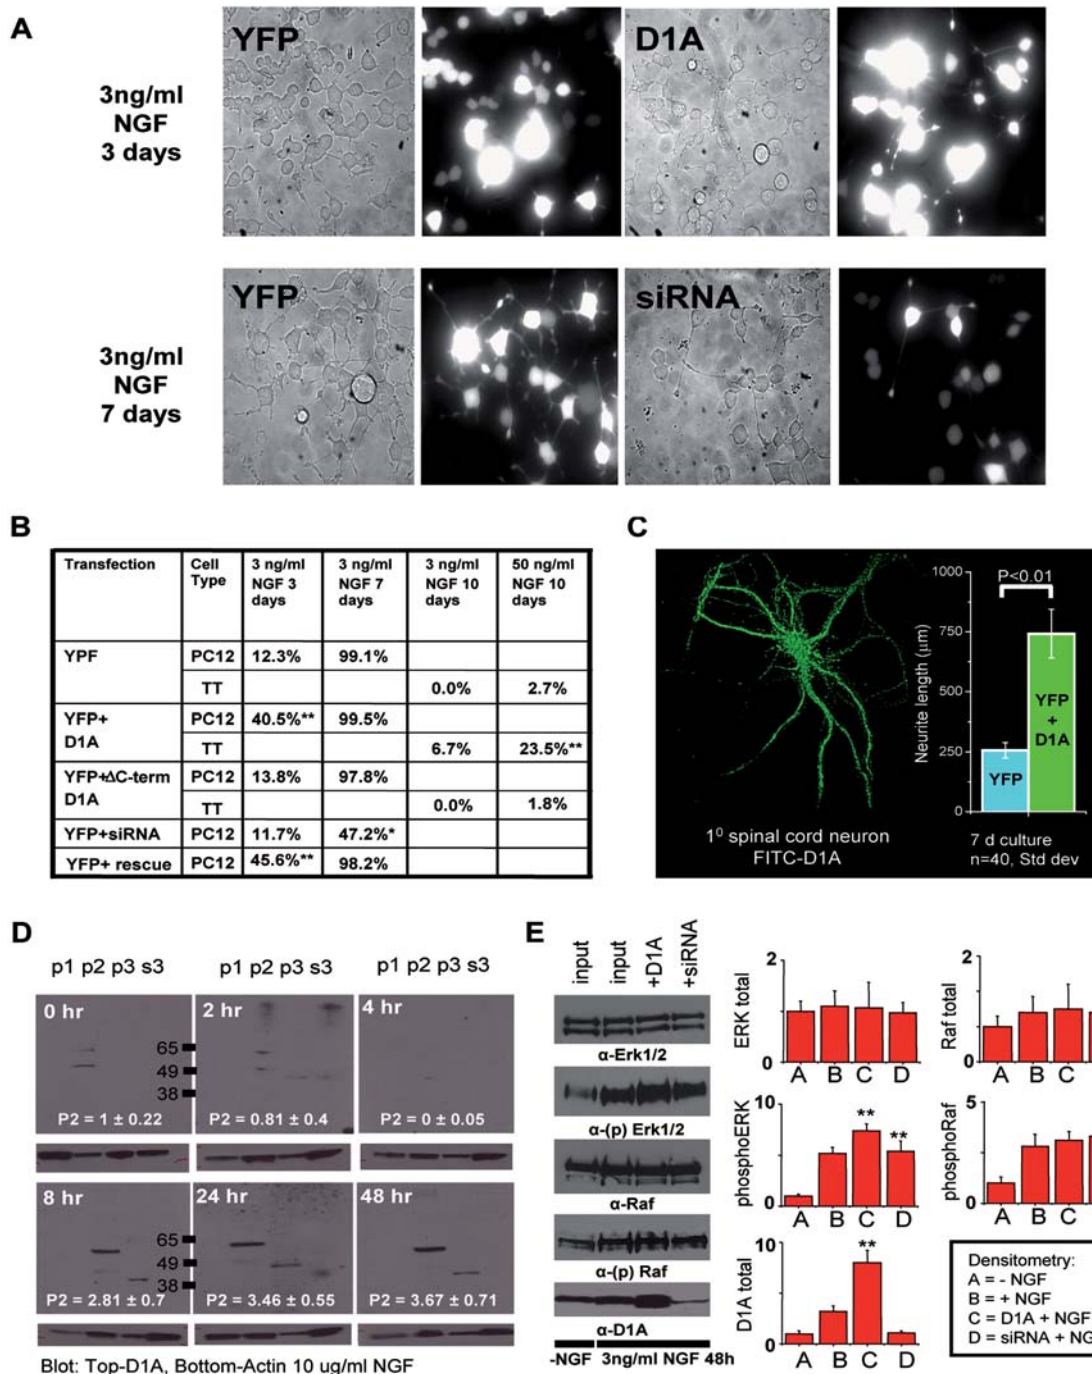 A
YFP
D1A
3ng/ml
NGF
3 days
YFP
siRNA
3ng/ml
NGF
7 days
B
Transfection Cell Type 3 ng/ml NGF 3 days 3 ng/ml NGF 7 days 3 ng/ml NGF 10 days 50 ng/ml NGF 10 days
YPF PC12 12.3% 99.1%
TT 0.0% 2.7%
YFP+ D1A PC12 40.5%** 99.5%
TT 6.7% 23.5%**
YFP+ΔC-term D1A PC12 13.8% 97.8%
TT 0.0% 1.8%
YFP+siRNA PC12 11.7% 47.2%*
YFP+ rescue PC12 45.6%** 98.2%
C
1⁰ spinal cord neuron
FITC-D1A
Neurite length (μm)
1000
750
500
250
0
P<0.01
YFP
YFP + D1A
7 d culture
n=40, Std dev
D
p1 p2 p3 s3 p1 p2 p3 s3 p1 p2 p3 s3
0 hr 2 hr 4 hr
65
49
38
P2 = 1 ± 0.22 P2 = 0.81 ± 0.4 P2 = 0 ± 0.05
8 hr 24 hr 48 hr
65
49
38
P2 = 2.81 ± 0.7 P2 = 3.46 ± 0.55 P2 = 3.67 ± 0.71
Blot: Top-D1A, Bottom-Actin 10 ug/ml NGF
E
input input +D1A +siRNA
α-Erk1/2
α-(p) Erk1/2
α-Raf
α-(p) Raf
α-D1A
-NGF 3ng/ml NGF 48h
ERK total
2
0
A B C D
Raf total
2
0
A B C
phosphoERK
10
0
** **
A B C D
phosphoRaf
5
0
A B C
D1A total
10
0
**
A B C D
Densitometry:
A = - NGF
B = + NGF
C = D1A + NGF
D = siRNA + NG